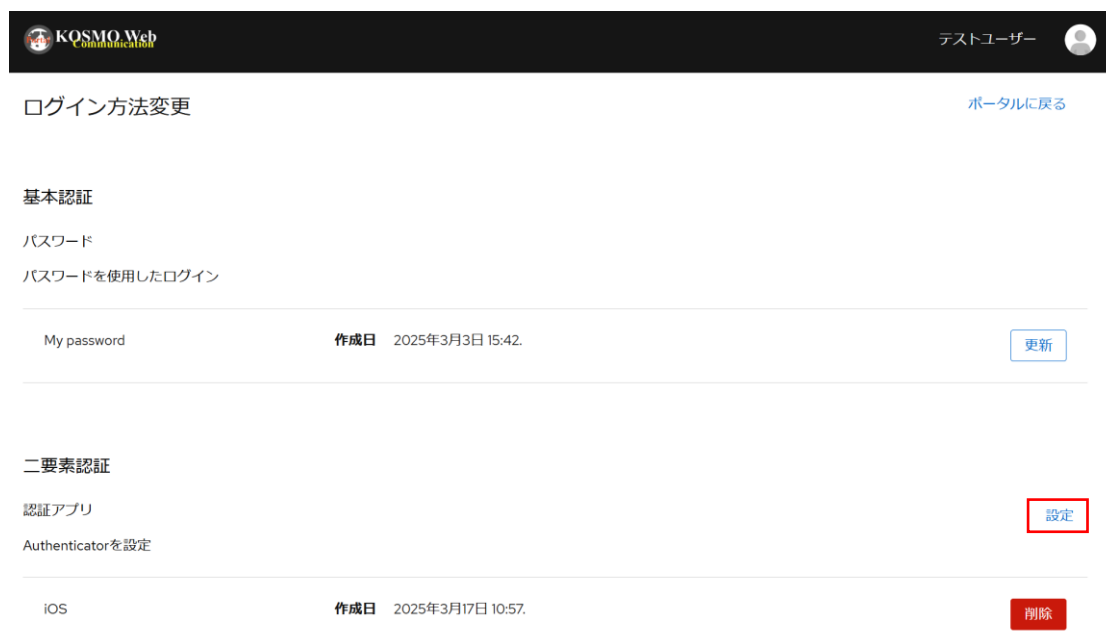 KOSMO Web
Communication
テストユーザー
ログイン方法変更
ポータルに戻る
基本認証
パスワード
パスワードを使用したログイン
My password 作成日 2025年3月3日 15:42. 更新
二要素認証
認証アプリ
設定
Authenticatorを設定
iOS 作成日 2025年3月17日 10:57. 削除